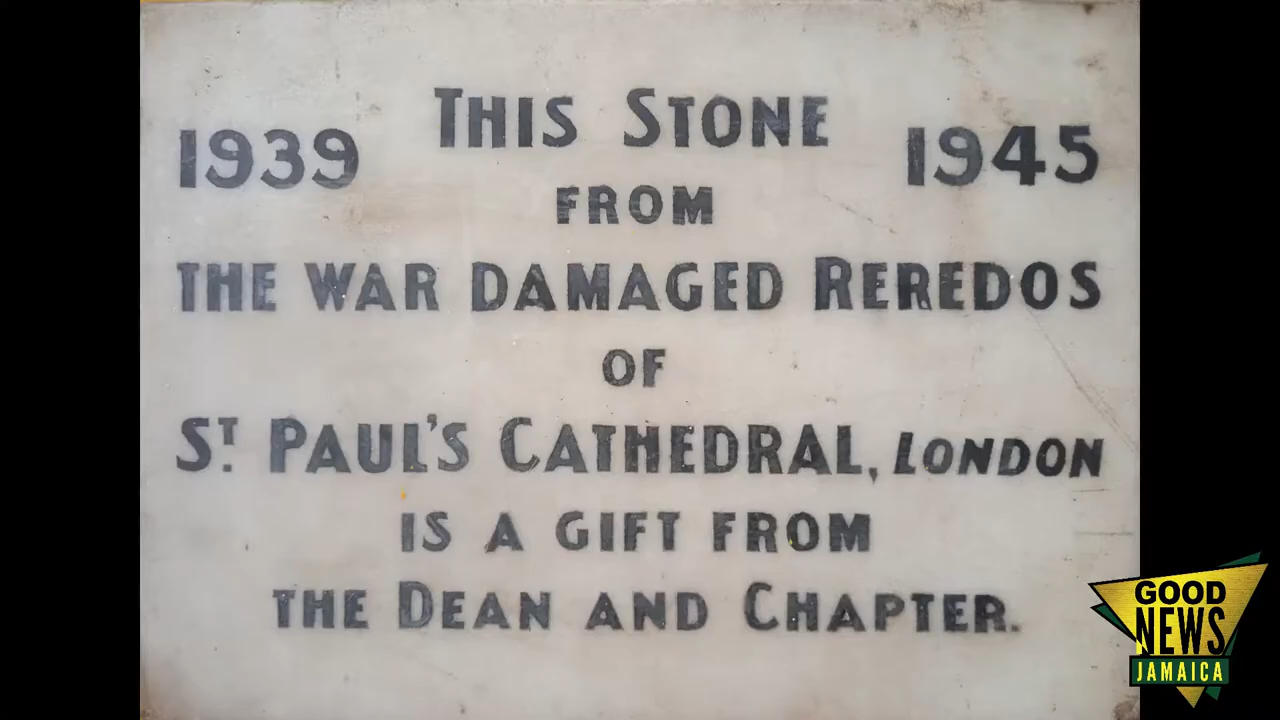 THIS STONE
1939 1945
FROM
THE WAR DAMAGED REREDOS
OF
ST. PAUL'S CATHEDRAL, LONDON
IS A GIFT FROM
THE DEAN AND CHAPTER.
GOOD
NEWS
JAMAICA